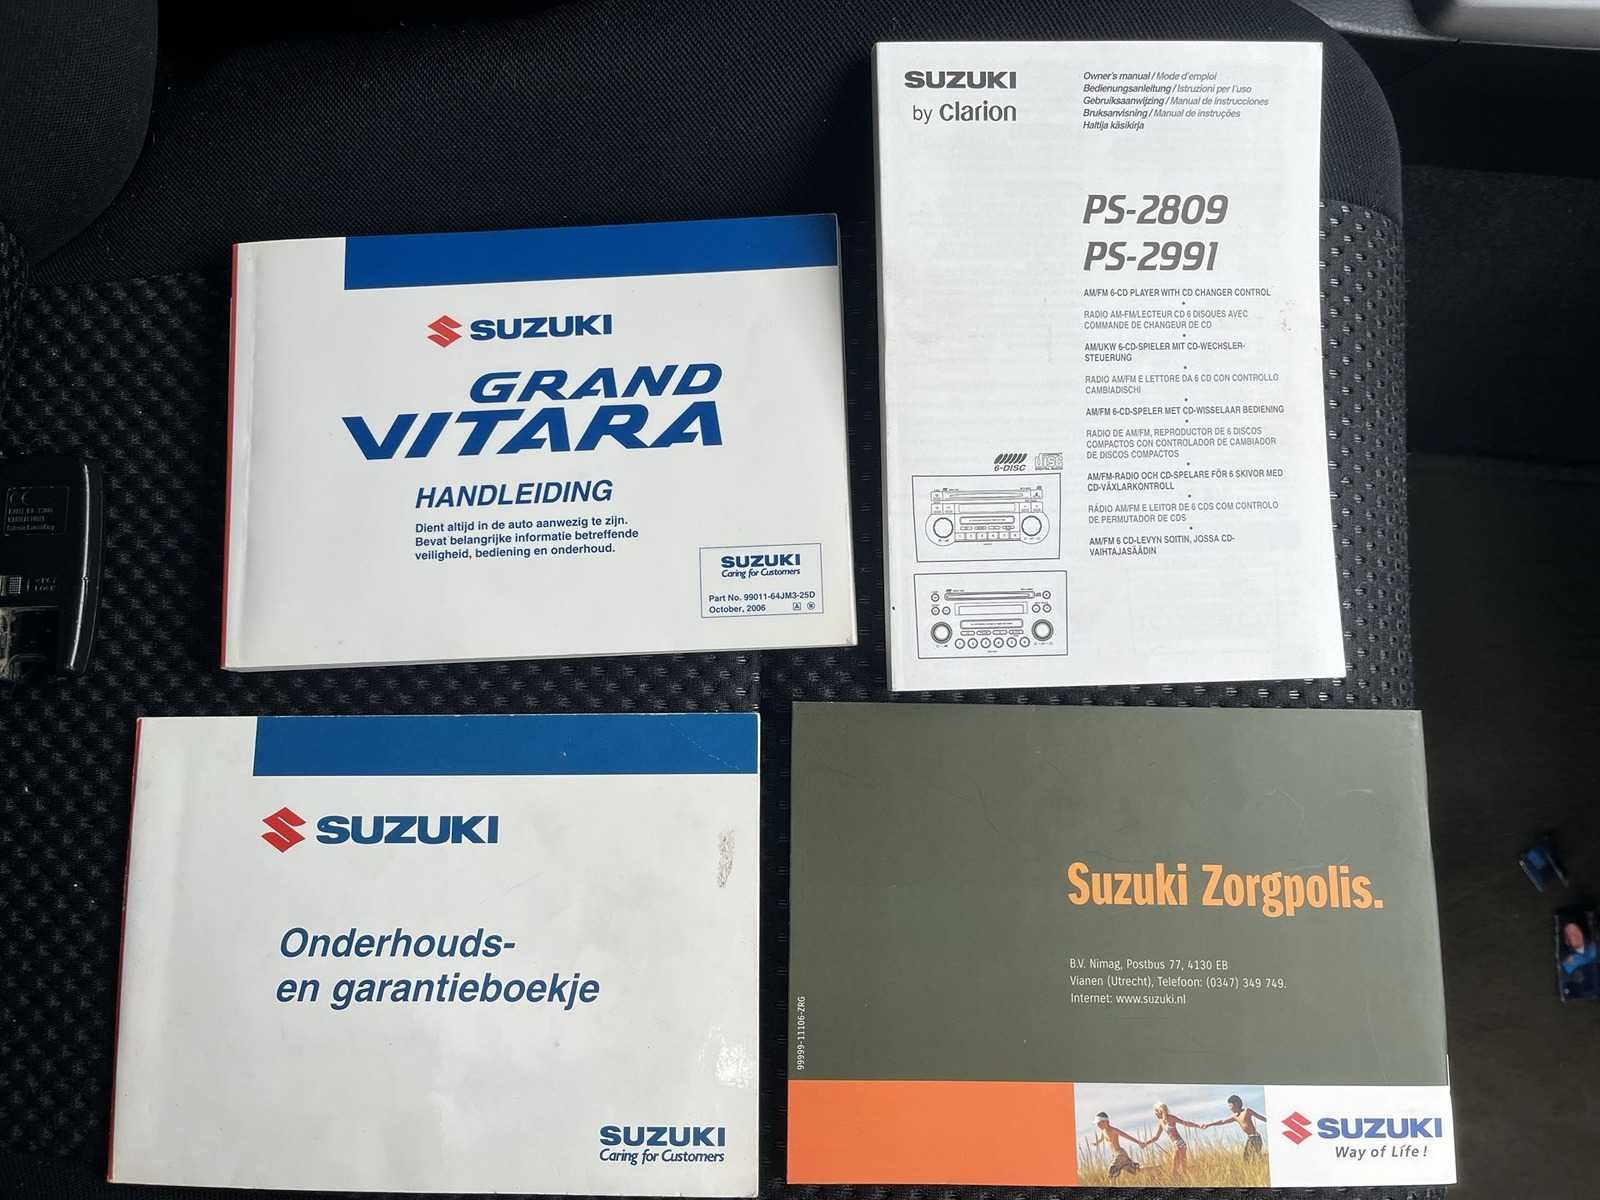 SUZUKI
GRAND
VITARA
HANDLEIDING
Dient altijd in de auto aanwezig te zijn.
Bevat belangrijke informatie betreffende
veiligheid, bediening en onderhoud.
SUZUKI
Caring for Customers
Part No. 99011-64JM3-25D
October, 2006
SUZUKI
by Clarion
Owner's manual / Mode d'emploi
Bedienungsanleitung / Istruzioni per l'uso
Gebruiksaanwijzing / Manual de instrucciones
Bruksanvisning / Manual de instruções
Haltija käsikirja
PS-2809
PS-2991
AM/FM 6-CD PLAYER WITH CD CHANGER CONTROL
RADIO AM-FM/LECTEUR CD 6 DISQUES AVEC
COMMANDE DE CHANGEUR DE CD
AM/UKW 6-CD-SPIELER MIT CD-WECHSLER-
STEUERUNG
RADIO AM/FM E LETTORE DA 6 CD CON CONTROLLO
CAMBIADISCHI
AM/FM 6-CD-SPELER MET CD-WISSELAAR BEDIENING
RADIO DE AM/FM, REPRODUCTOR DE 6 DISCOS
COMPACTOS CON CONTROLADOR DE CAMBIADOR
DE DISCOS COMPACTOS
AM/FM-RADIO OCH CD-SPELARE FÖR 6 SKIVOR MED
CD-VÄXLARKONTROLL
RÁDIO AM/FM E LEITOR DE 6 CDS COM CONTROLO
DE PERMUTADOR DE CDS
AM/FM 6 CD-LEVYN SOITIN, JOSSA CD-
VAIHTAJASÄÄDIN
6-DISC
SUZUKI
Onderhouds-
en garantieboekje
SUZUKI
Caring for Customers
Suzuki Zorgpolis.
B.V. Nimag, Postbus 77, 4130 EB
Vianen (Utrecht), Telefoon: (0347) 349 749.
Internet: www.suzuki.nl
99999-11106-ZRG
SUZUKI
Way of Life!